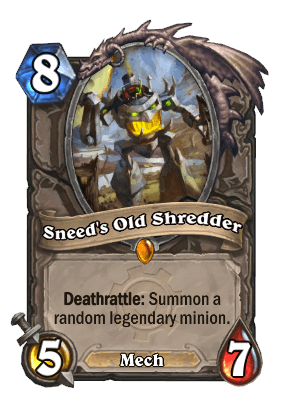 8
Sneed's Old Shredder
Deathrattle: Summon a
random legendary minion.
5
Mech
7